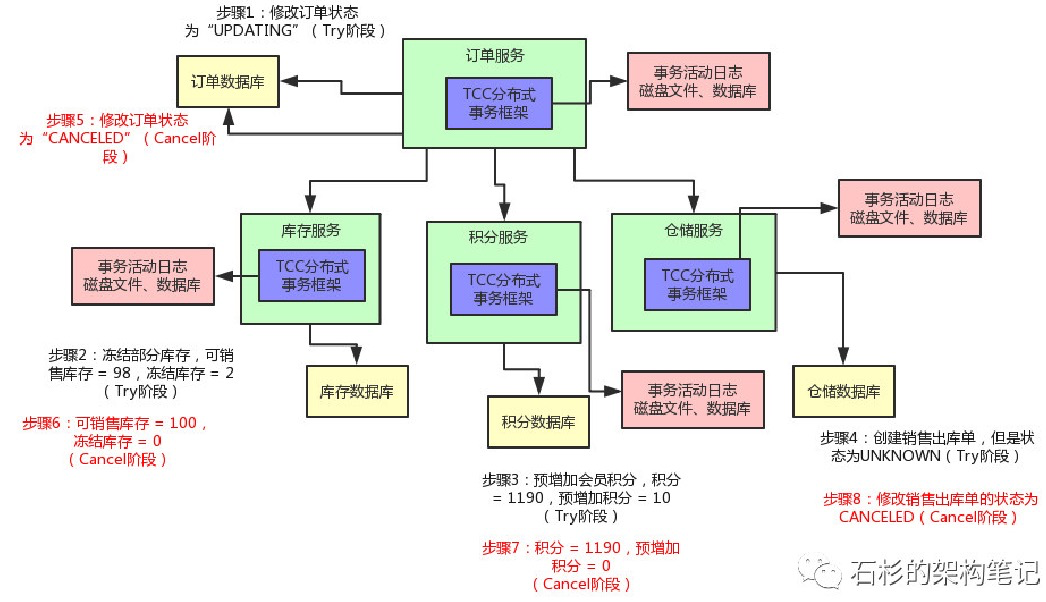 步骤1：修改订单状态
为“UPDATING”（Try阶段）
订单服务
TCC分布式
事务框架
事务活动日志
磁盘文件、数据库
订单数据库
步骤5：修改订单状态
为“CANCELED”（Cancel阶
段）
库存服务
TCC分布式
事务框架
事务活动日志
磁盘文件、数据库
积分服务
TCC分布式
事务框架
仓储服务
TCC分布式
事务框架
事务活动日志
磁盘文件、数据库
步骤2：冻结部分库存，可销
售库存 = 98，冻结库存 = 2
（Try阶段）
步骤6：可销售库存 = 100，
冻结库存 = 0
（Cancel阶段）
库存数据库
积分数据库
事务活动日志
磁盘文件、数据库
仓储数据库
步骤3：预增加会员积分，积分
= 1190，预增加积分 = 10
（Try阶段）
步骤7：积分 = 1190，预增加
积分 = 0
（Cancel阶段）
步骤4：创建销售出库单，但是状
态为UNKNOWN（Try阶段）
步骤8：修改销售出库单的状态为
CANCELED（Cancel阶段）
石杉的架构笔记